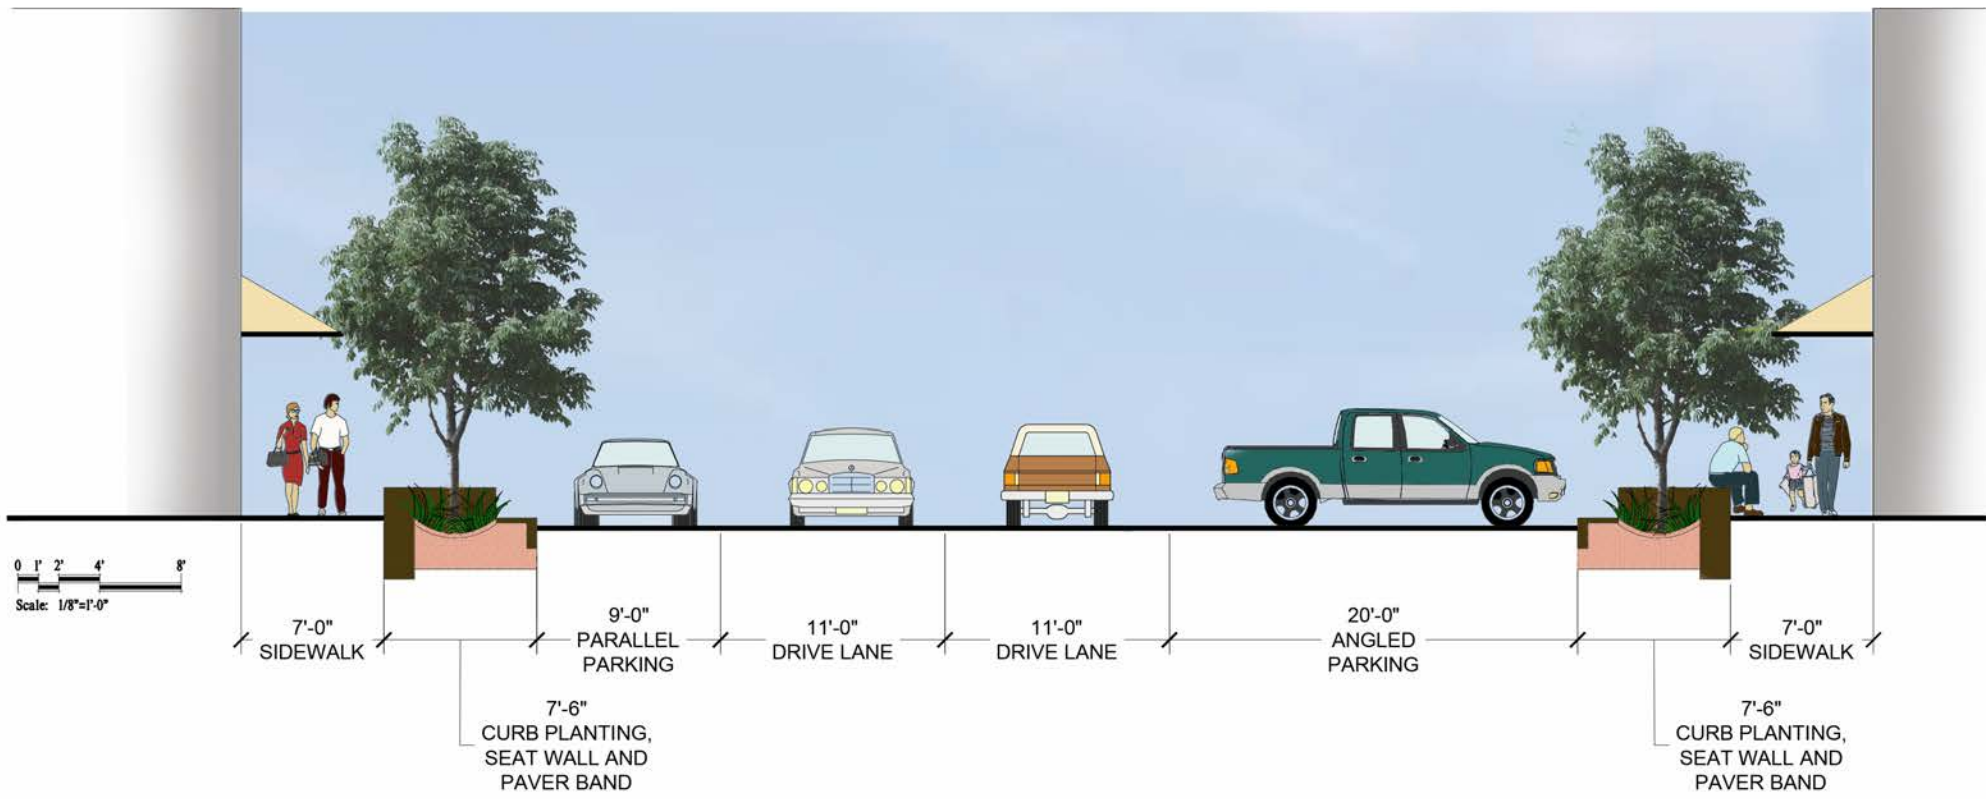 0 1' 2' 4' 8'
Scale: 1/8"=1'-0"
7'-0"
SIDEWALK
9'-0"
PARALLEL
PARKING
11'-0"
DRIVE LANE
11'-0"
DRIVE LANE
20'-0"
ANGLED
PARKING
7'-0"
SIDEWALK
7'-6"
CURB PLANTING,
SEAT WALL AND
PAVER BAND
7'-6"
CURB PLANTING,
SEAT WALL AND
PAVER BAND